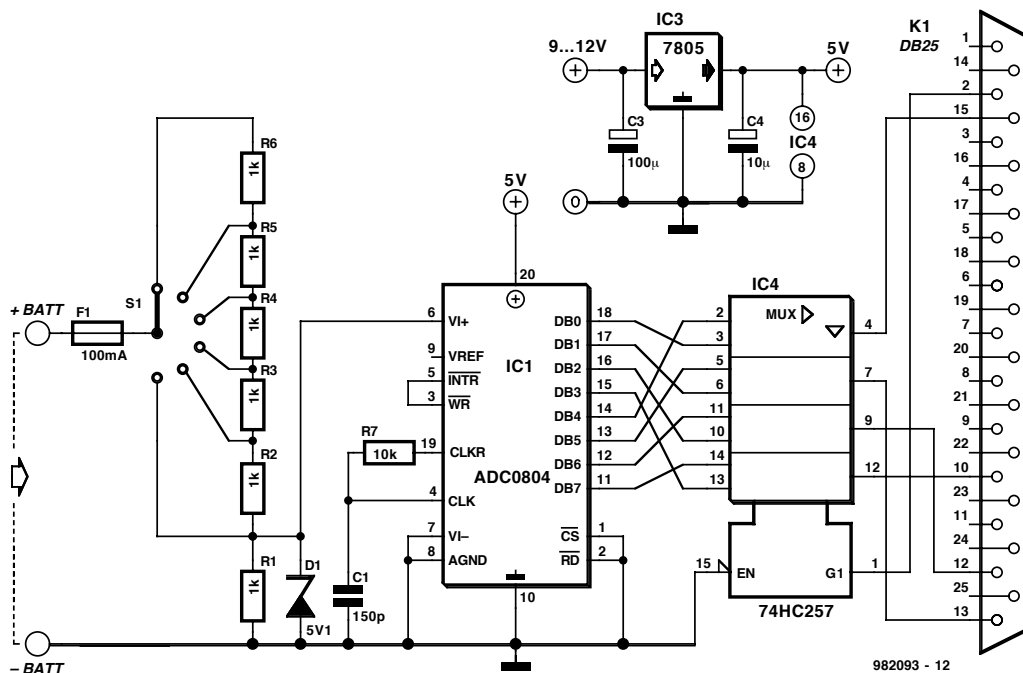 IC3
7805
9...12V
5V
C3
100µ
C4
10µ
16
IC4
8
0
K1
DB25
1
14
2
15
3
16
4
17
5
18
6
19
7
20
8
21
9
22
10
23
11
24
12
25
13
R6
1k
R5
1k
R4
1k
R3
1k
R2
1k
R1
1k
S1
+ BATT
F1
100mA
– BATT
D1
5V1
C1
150p
R7
10k
5V
20
6
VI+
9
VREF
5
INTR
3
WR
19
CLKR
4
CLK
7
VI–
8
AGND
IC1
ADC0804
10
DB0
18
DB1
17
DB2
16
DB3
15
DB4
14
DB5
13
DB6
12
DB7
11
CS
1
RD
2
IC4
MUX
2
3
5
6
11
10
14
13
4
7
9
12
15
EN
G1
1
74HC257
982093 - 12